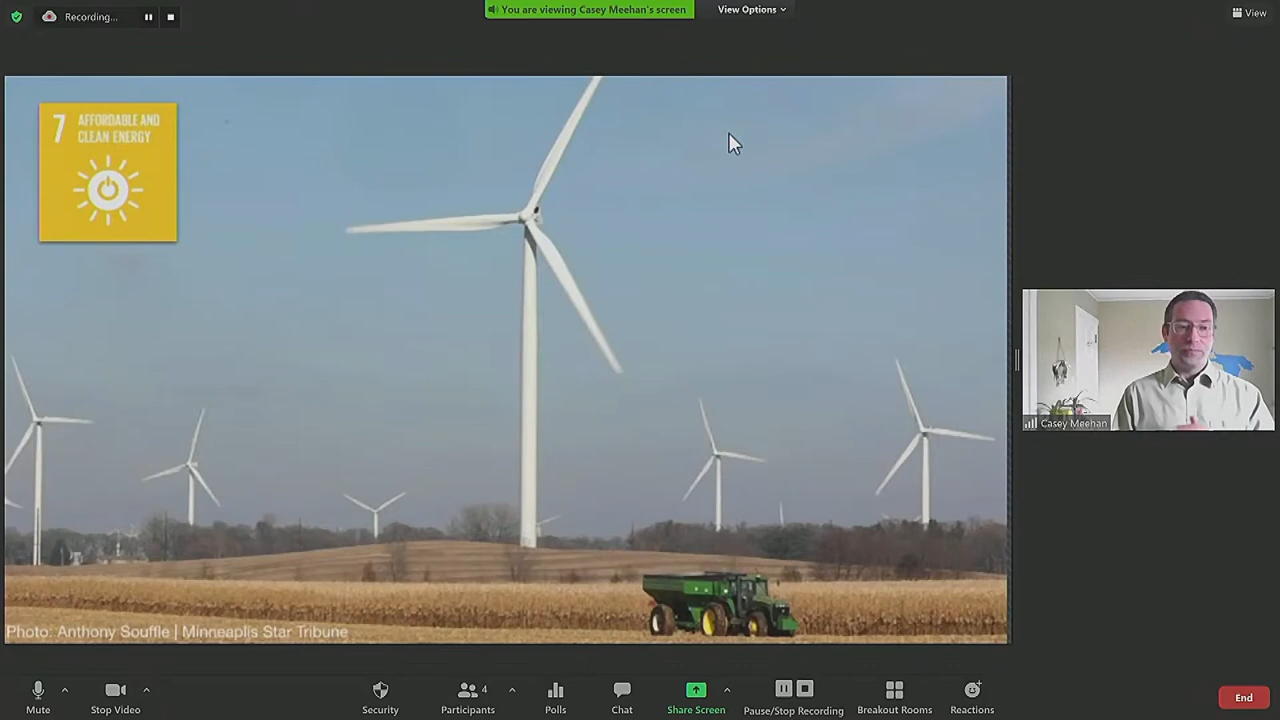 Recording...
You are viewing Casey Meehan's screen
View Options
View
7 AFFORDABLE AND
CLEAN ENERGY
Casey Meehan
Photo: Anthony Souffle | Minneaplis Star Tribune
Mute
Stop Video
Security
4
Participants
Polls
Chat
Share Screen
Pause/Stop Recording
Breakout Rooms
Reactions
End